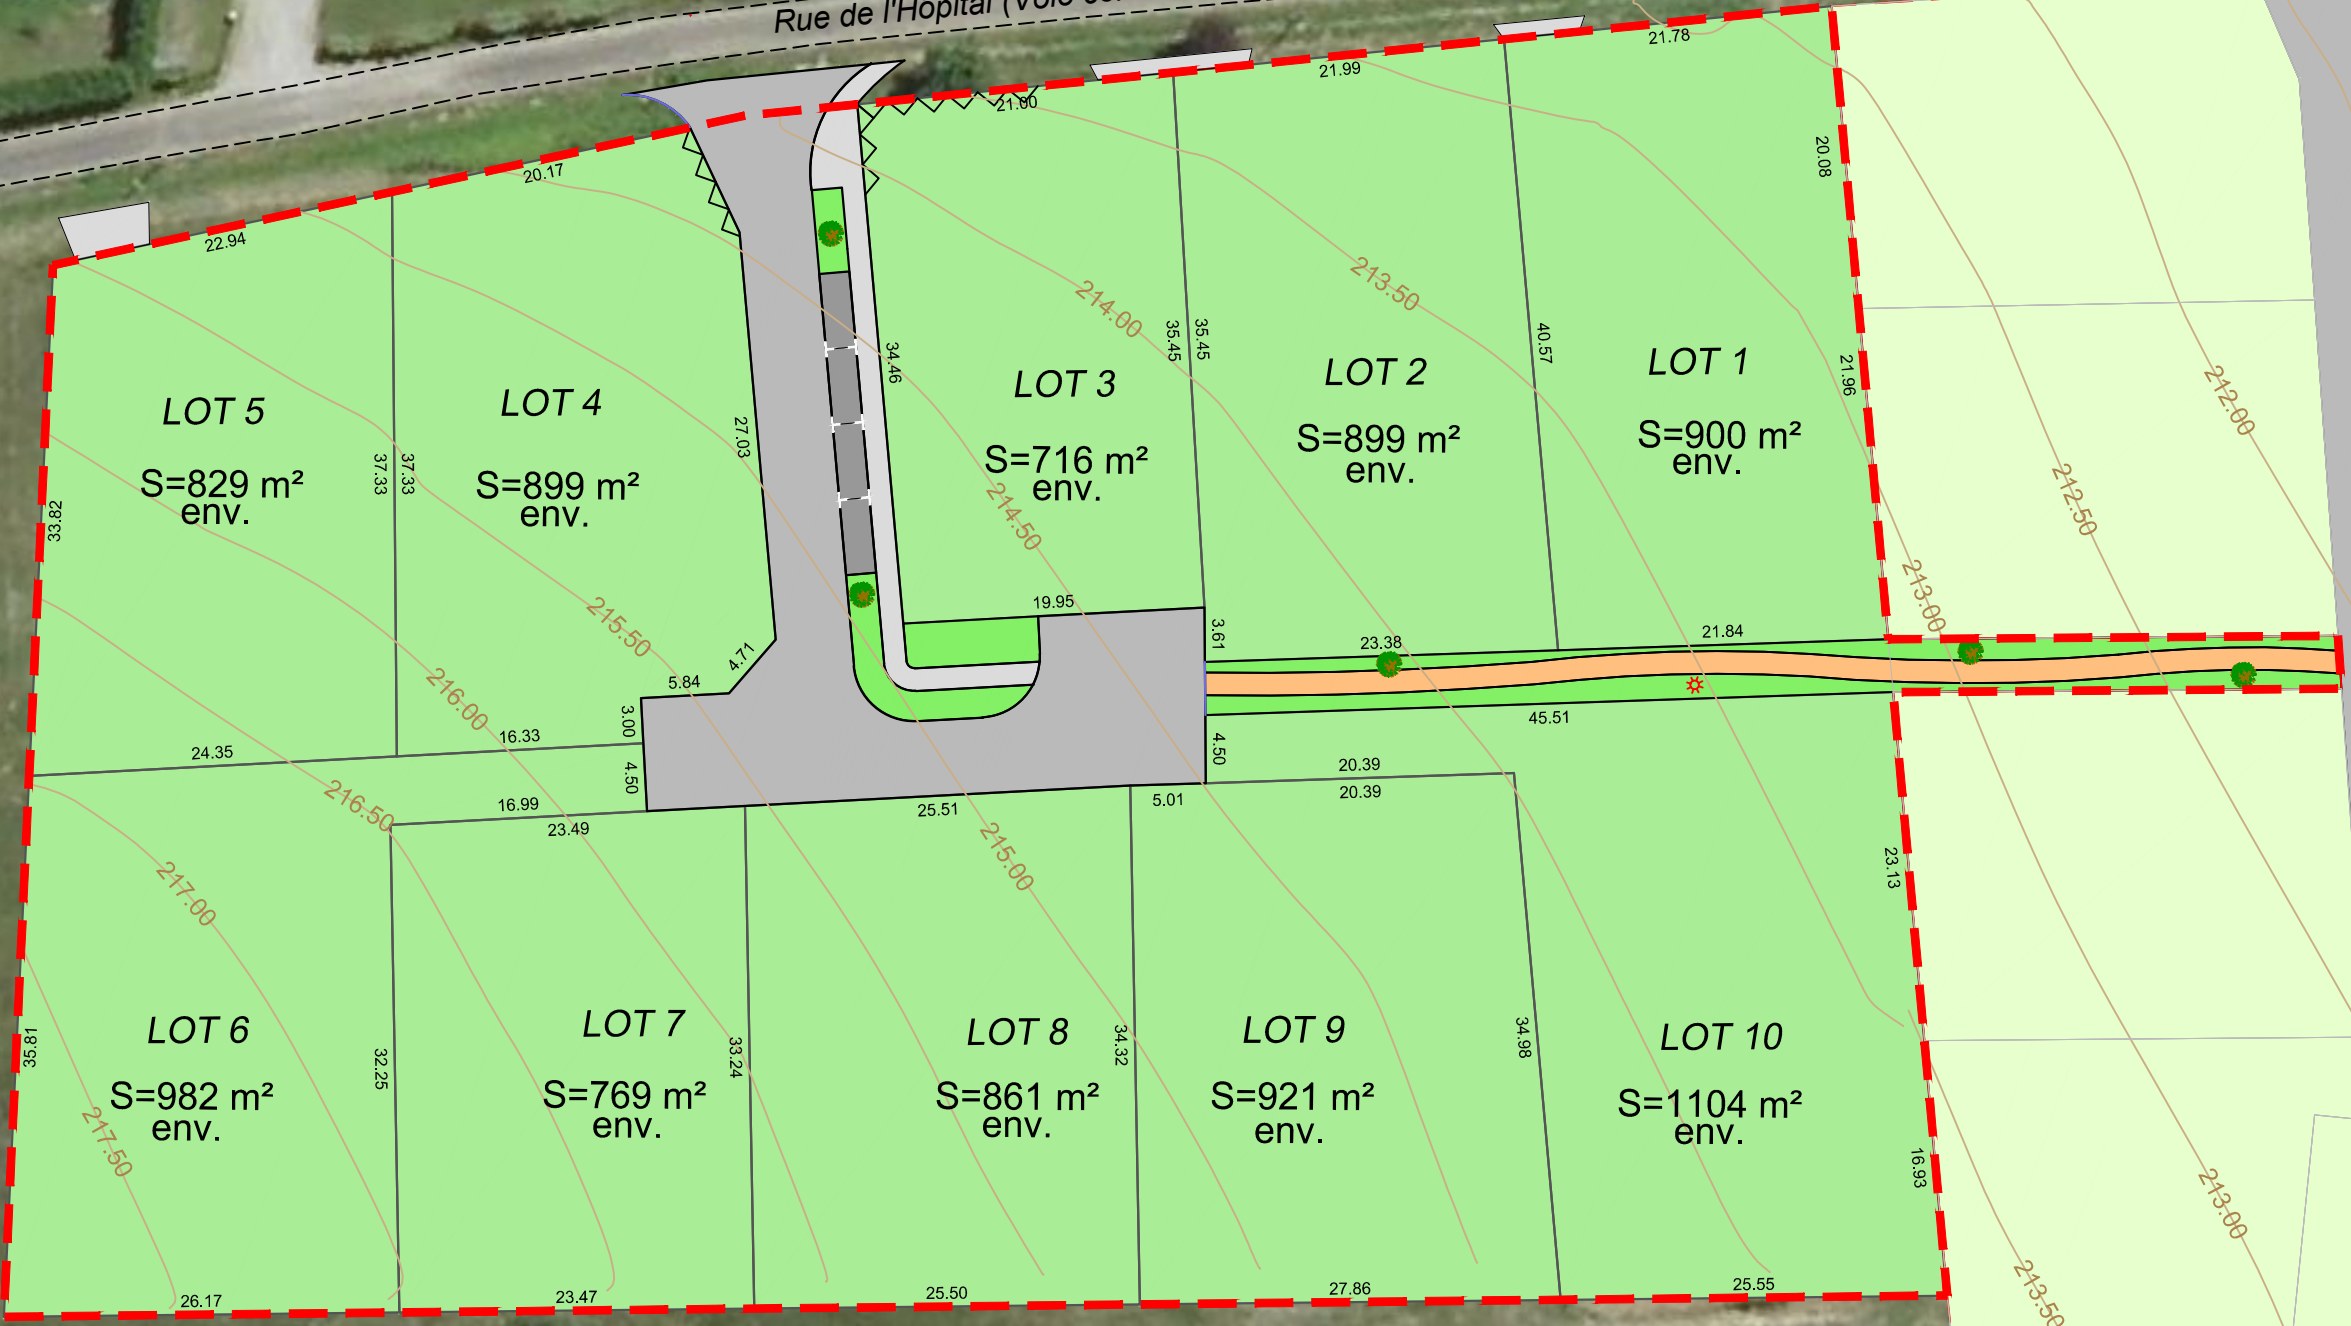 Rue de l'Hôpital (Voie co
21.78
21.99
21.00
20.17
22.94
20.08
21.96
213.50
214.00
212.00
212.50
213.00
35.45
35.45
40.57
34.46
27.03
37.33
37.33
33.82
LOT 5
S=829 m²
env.
LOT 4
S=899 m²
env.
LOT 3
S=716 m²
env.
LOT 2
S=899 m²
env.
LOT 1
S=900 m²
env.
214.50
215.50
216.00
19.95
3.61
23.38
21.84
4.71
5.84
3.00
4.50
16.33
24.35
4.50
45.51
20.39
20.39
5.01
25.51
16.99
23.49
216.50
217.00
215.00
23.13
LOT 6
S=982 m²
env.
LOT 7
S=769 m²
env.
LOT 8
S=861 m²
env.
LOT 9
S=921 m²
env.
LOT 10
S=1104 m²
env.
35.81
32.25
33.24
34.32
34.98
16.93
217.50
213.00
213.50
26.17
23.47
25.50
27.86
25.55